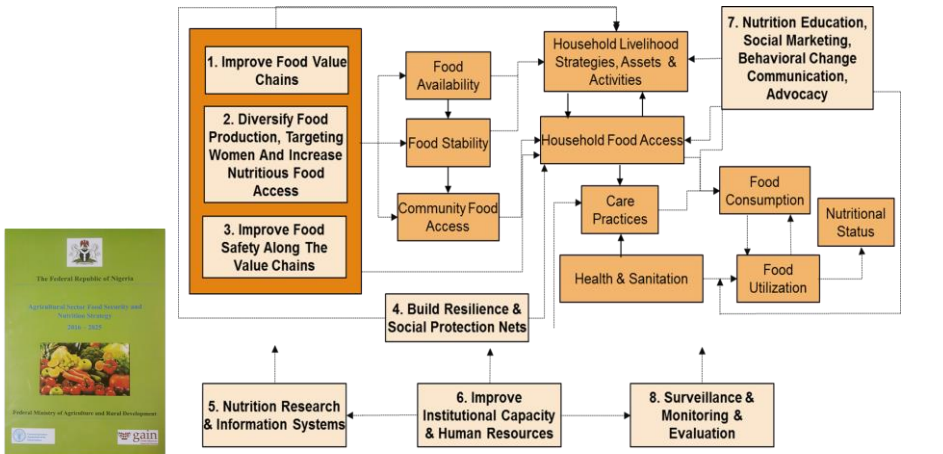 1. Improve Food Value
Chains
2. Diversify Food
Production, Targeting
Women And Increase
Nutritious Food
Access
3. Improve Food
Safety Along The
Value Chains
Food
Availability
Food Stability
Community Food
Access
Household Livelihood
Strategies, Assets &
Activities
Household Food Access
Care
Practices
Health & Sanitation
7. Nutrition Education,
Social Marketing,
Behavioral Change
Communication,
Advocacy
Food
Consumption
Nutritional
Status
Food
Utilization
4. Build Resilience &
Social Protection Nets
5. Nutrition Research
& Information Systems
6. Improve
Institutional Capacity
& Human Resources
8. Surveillance &
Monitoring &
Evaluation
The Federal Republic of Nigeria
Agricultural Sector Food Security and
Nutrition Strategy
2016 - 2025
Federal Ministry of Agriculture and Rural Development
gain